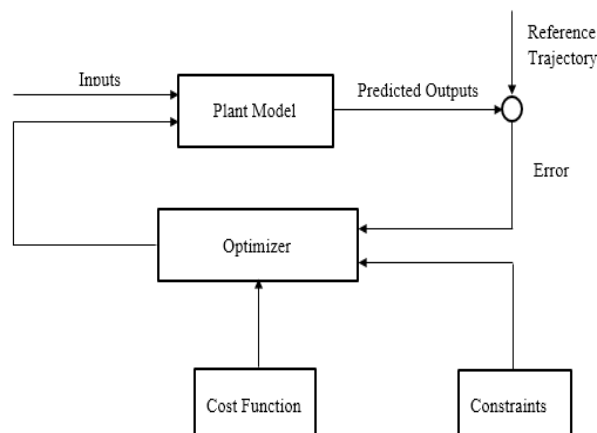 Reference
Trajectory
Inputs
Plant Model
Predicted Outputs
Error
Optimizer
Cost Function
Constraints